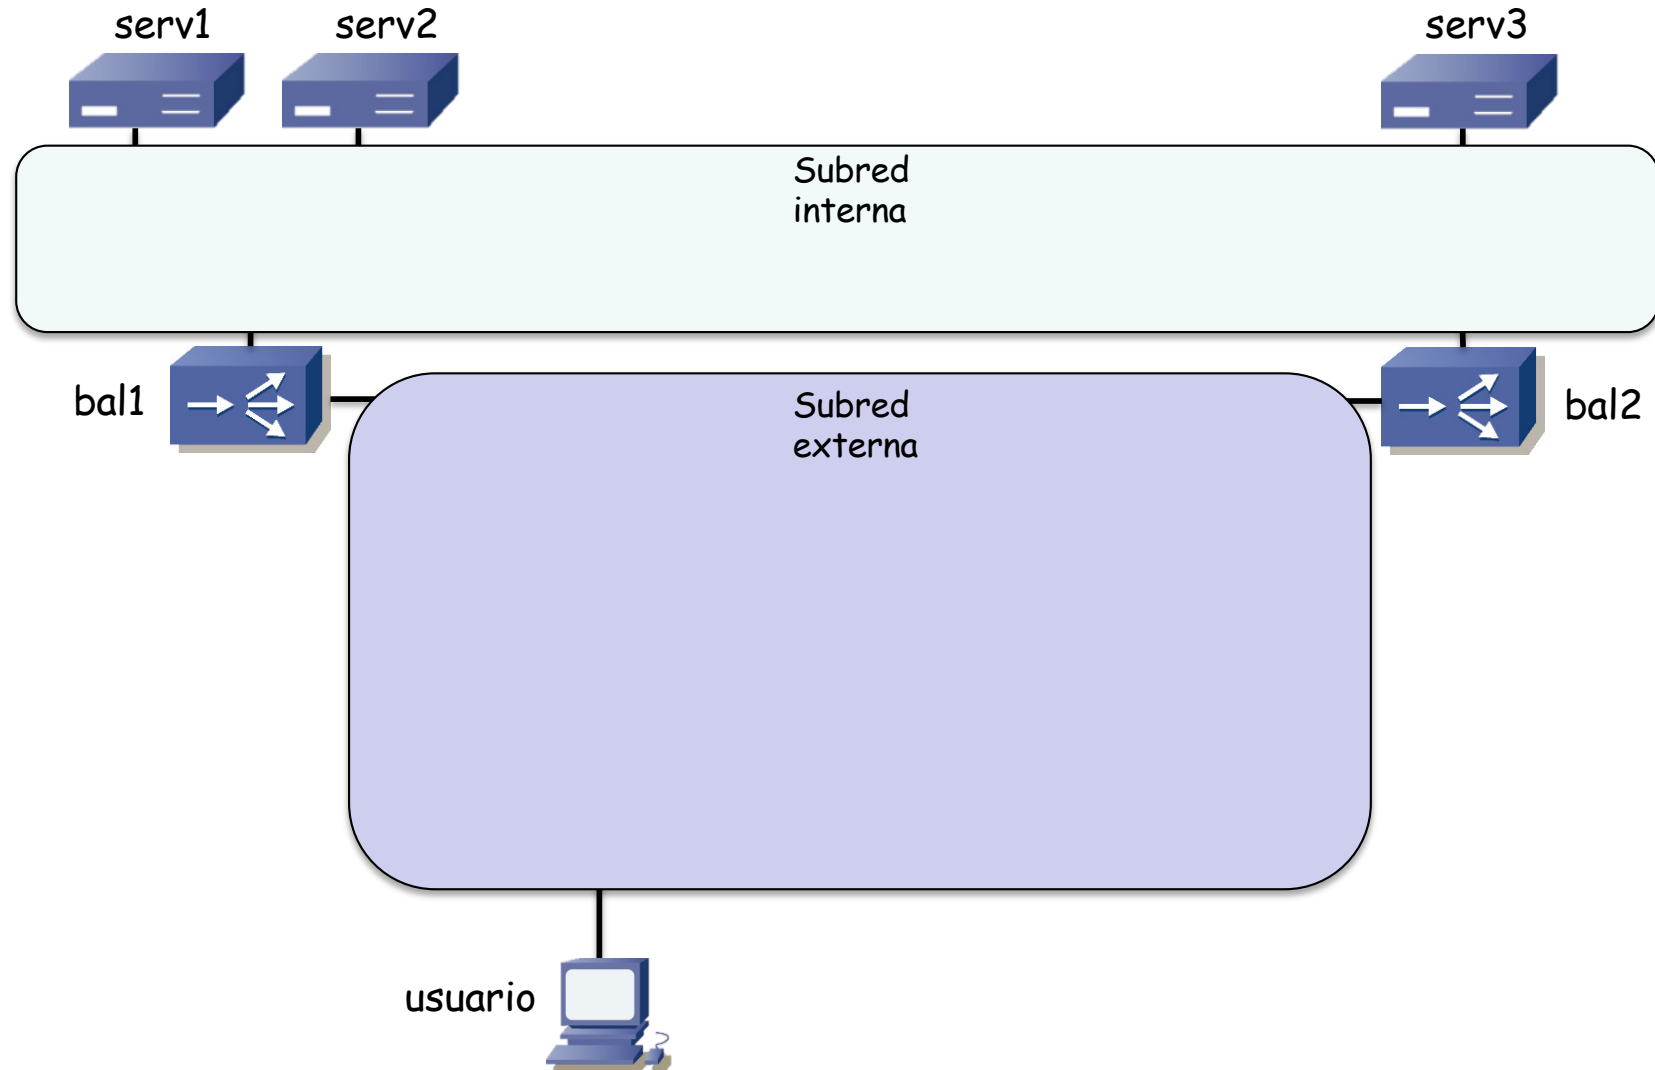 serv1
serv2
serv3
Subred
interna
bal1
Subred
externa
bal2
usuario